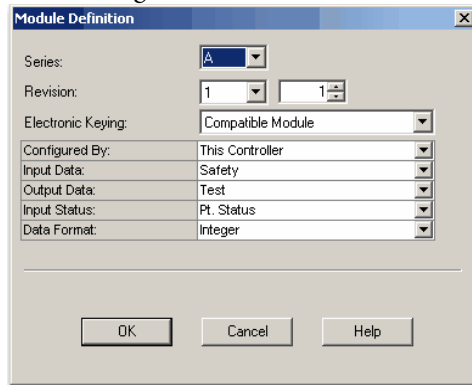 Module Definition
Series: A
Revision: 1 1
Electronic Keying: Compatible Module
Configured By: This Controller
Input Data: Safety
Output Data: Test
Input Status: Pt. Status
Data Format: Integer
OK Cancel Help